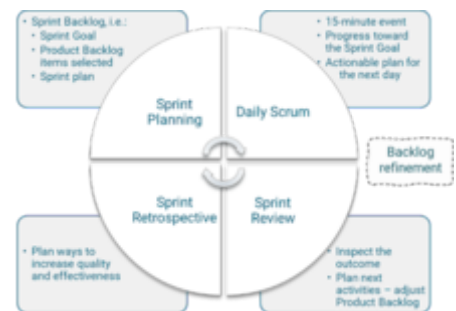 • Sprint Backlog, i.e.:
• Sprint Goal
• Product Backlog
items selected
• Sprint plan
• 15-minute event
• Progress toward
the Sprint Goal
• Actionable plan for
the next day
Sprint
Planning
Daily Scrum
Backlog
refinement
Sprint
Retrospective
Sprint
Review
• Plan ways to
increase quality
and effectiveness
• Inspect the
outcome
• Plan next
activities – adjust
Product Backlog